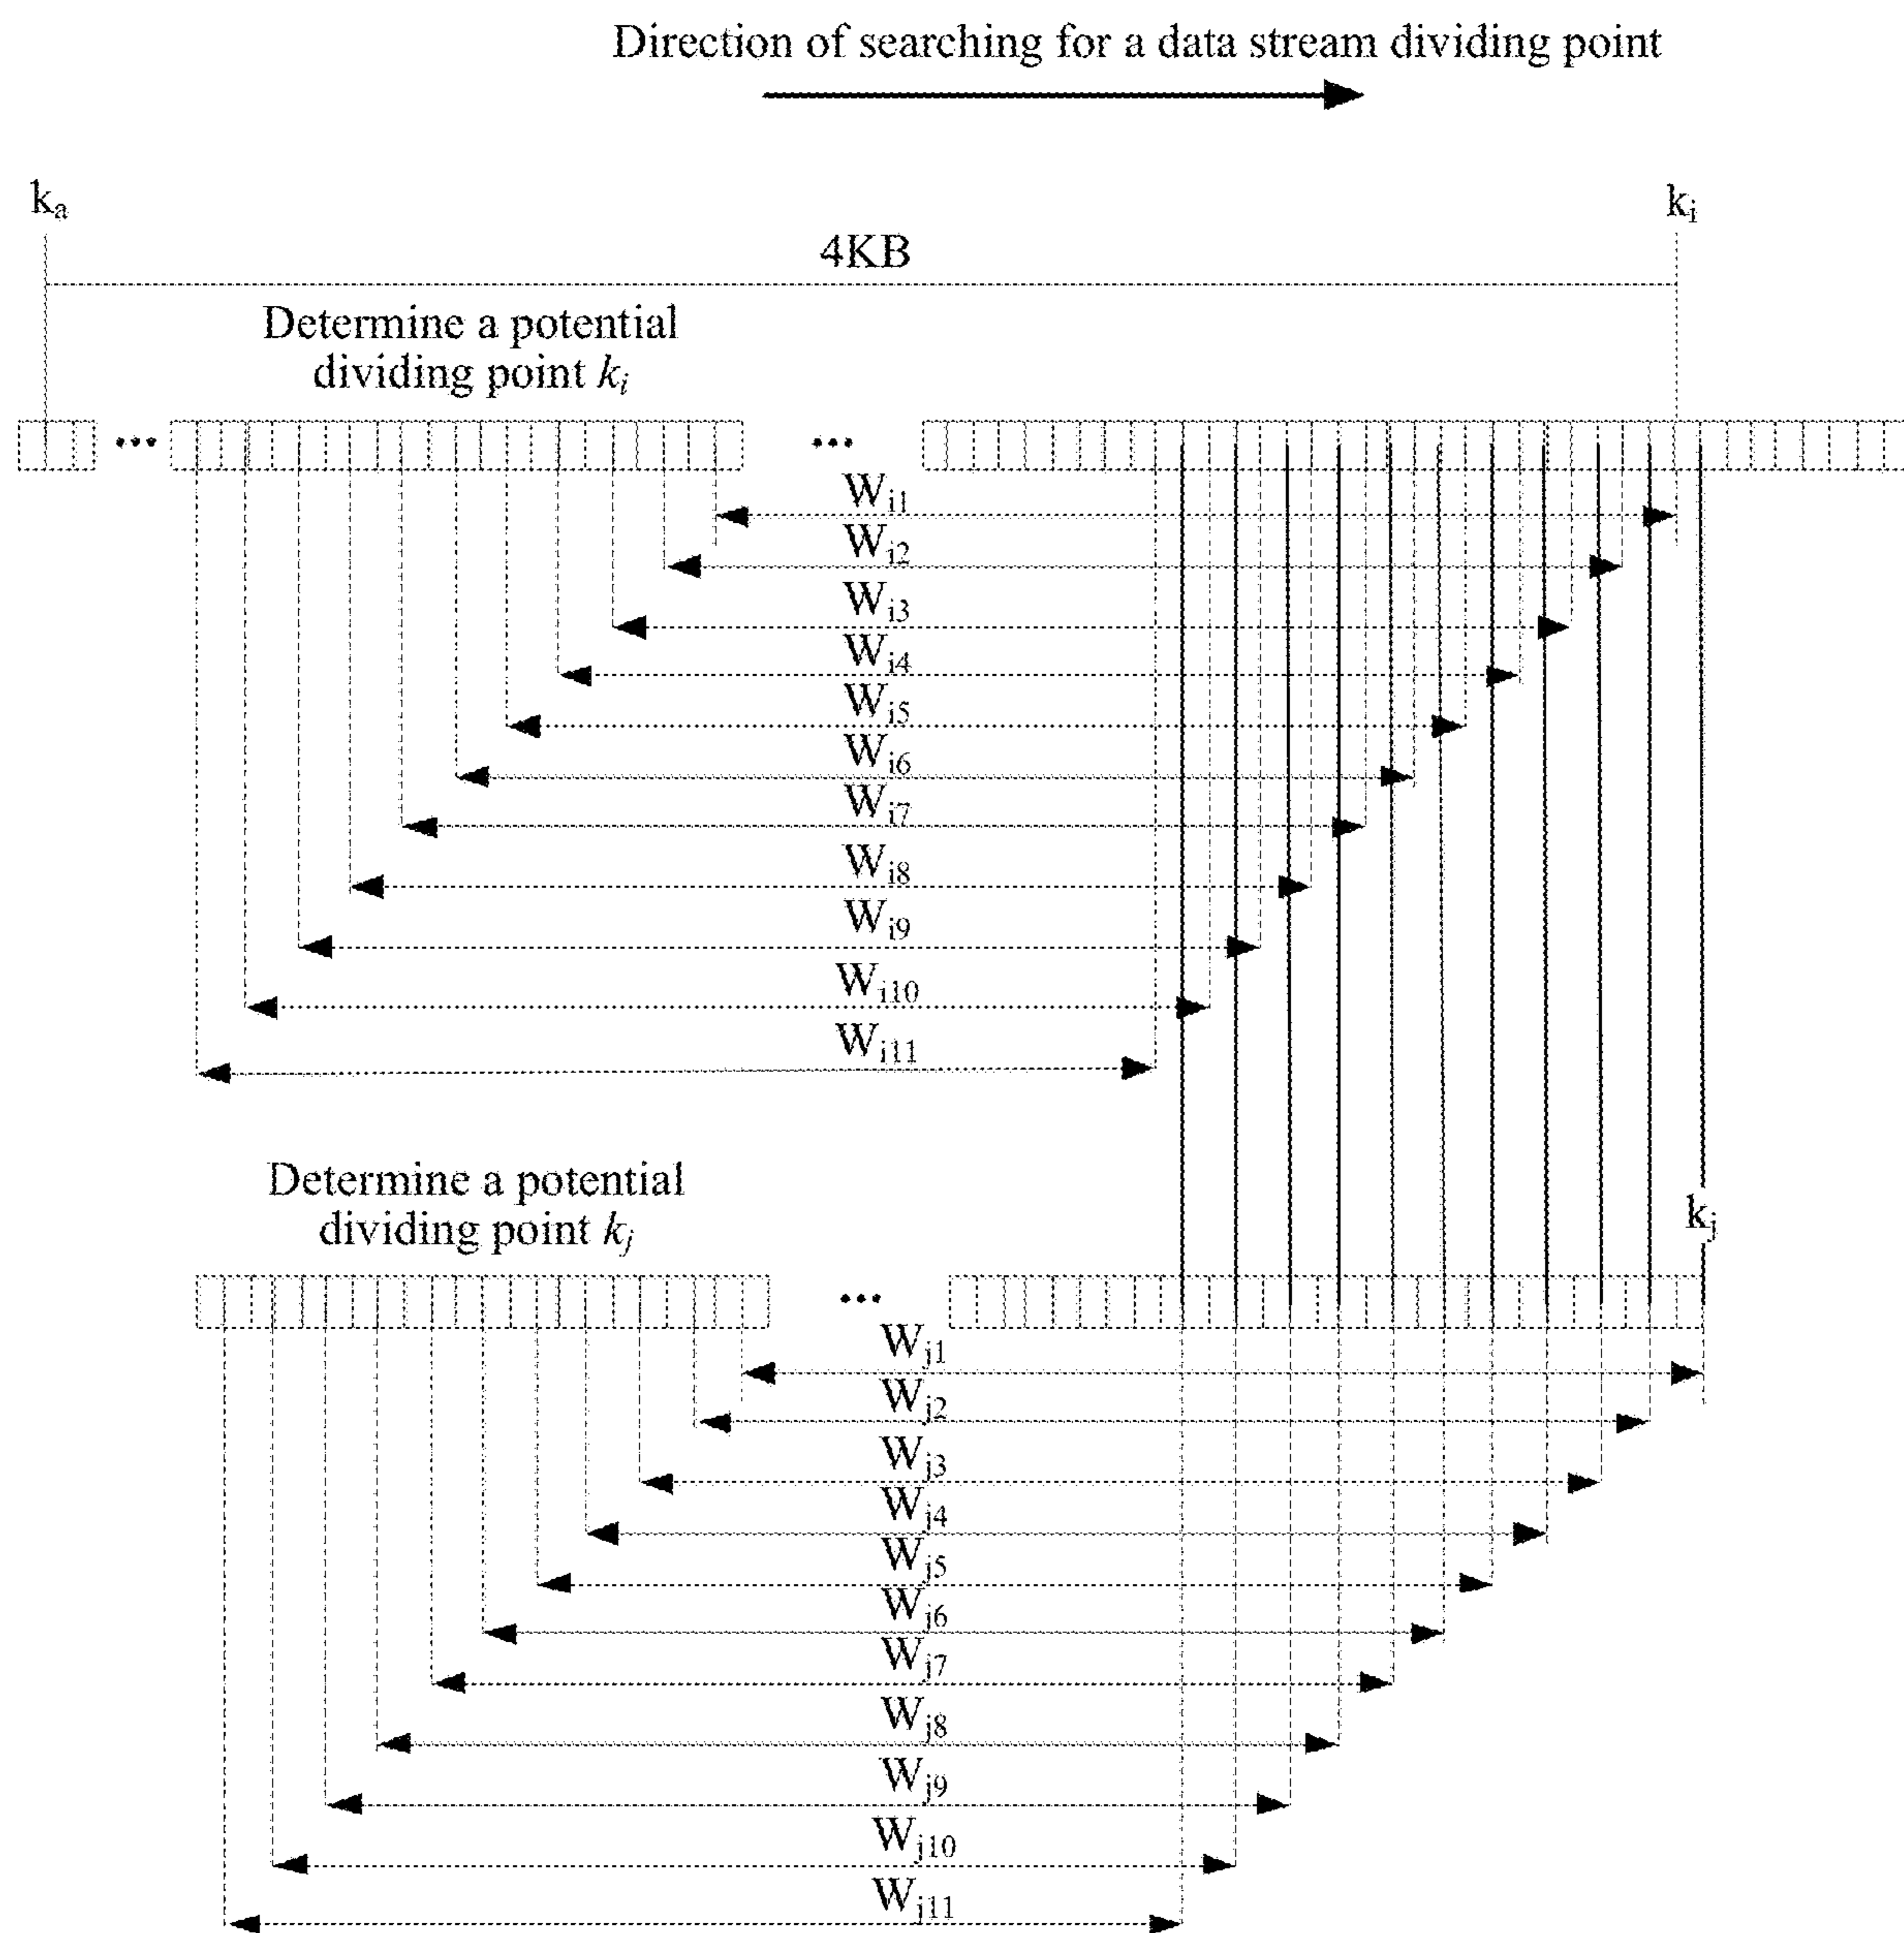 Direction of searching for a data stream dividing point
ka
ki
4KB
Determine a potential
dividing point ki
...
...
Wi1
Wi2
Wi3
Wi4
Wi5
Wi6
Wi7
Wi8
Wi9
Wi10
Wi11
Determine a potential
dividing point kj
kj
...
Wj1
Wj2
Wj3
Wj4
Wj5
Wj6
Wj7
Wj8
Wj9
Wj10
Wj11